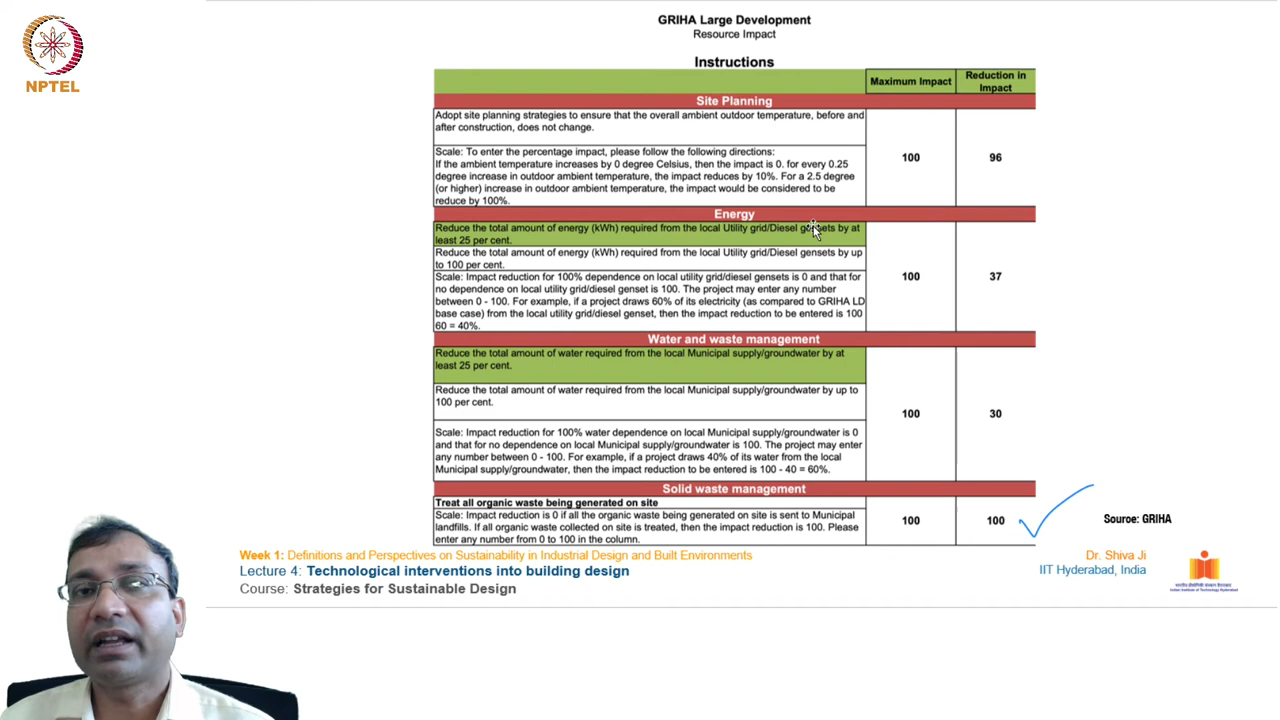 NPTEL
GRIHA Large Development
Resource Impact
Instructions
Maximum Impact
Reduction in
Impact
Site Planning
Adopt site planning strategies to ensure that the overall ambient outdoor temperature, before and
after construction, does not change.
Scale: To enter the percentage impact, please follow the following directions:
If the ambient temperature increases by 0 degree Celsius, then the impact is 0. for every 0.25
degree increase in outdoor ambient temperature, the impact reduces by 10%. For a 2.5 degree
(or higher) increase in outdoor ambient temperature, the impact would be considered to be
reduce by 100%.
100
96
Energy
Reduce the total amount of energy (kWh) required from the local Utility grid/Diesel gensets by at
least 25 per cent.
Reduce the total amount of energy (kWh) required from the local Utility grid/Diesel gensets by up
to 100 per cent.
Scale: Impact reduction for 100% dependence on local utility grid/diesel gensets is 0 and that for
no dependence on local utility grid/diesel genset is 100. The project may enter any number
between 0 - 100. For example, if a project draws 60% of its electricity (as compared to GRIHA LD
base case) from the local utility grid/diesel genset, then the impact reduction to be entered is 100
60 = 40%.
100
37
Water and waste management
Reduce the total amount of water required from the local Municipal supply/groundwater by at
least 25 per cent.
Reduce the total amount of water required from the local Municipal supply/groundwater by up to
100 per cent.
Scale: Impact reduction for 100% water dependence on local Municipal supply/groundwater is 0
and that for no dependence on local Municipal supply/groundwater is 100. The project may enter
any number between 0 - 100. For example, if a project draws 40% of its water from the local
Municipal supply/groundwater, then the impact reduction to be entered is 100 - 40 = 60%.
100
30
Solid waste management
Treat all organic waste being generated on site
Scale: Impact reduction is 0 if all the organic waste being generated on site is sent to Municipal
landfills. If all organic waste collected on site is treated, then the impact reduction is 100. Please
enter any number from 0 to 100 in the column.
100
100
Source: GRIHA
Week 1: Definitions and Perspectives on Sustainability in Industrial Design and Built Environments
Lecture 4: Technological interventions into building design
Course: Strategies for Sustainable Design
Dr. Shiva Ji
IIT Hyderabad, India
Indian Institute of Technology Hyderabad